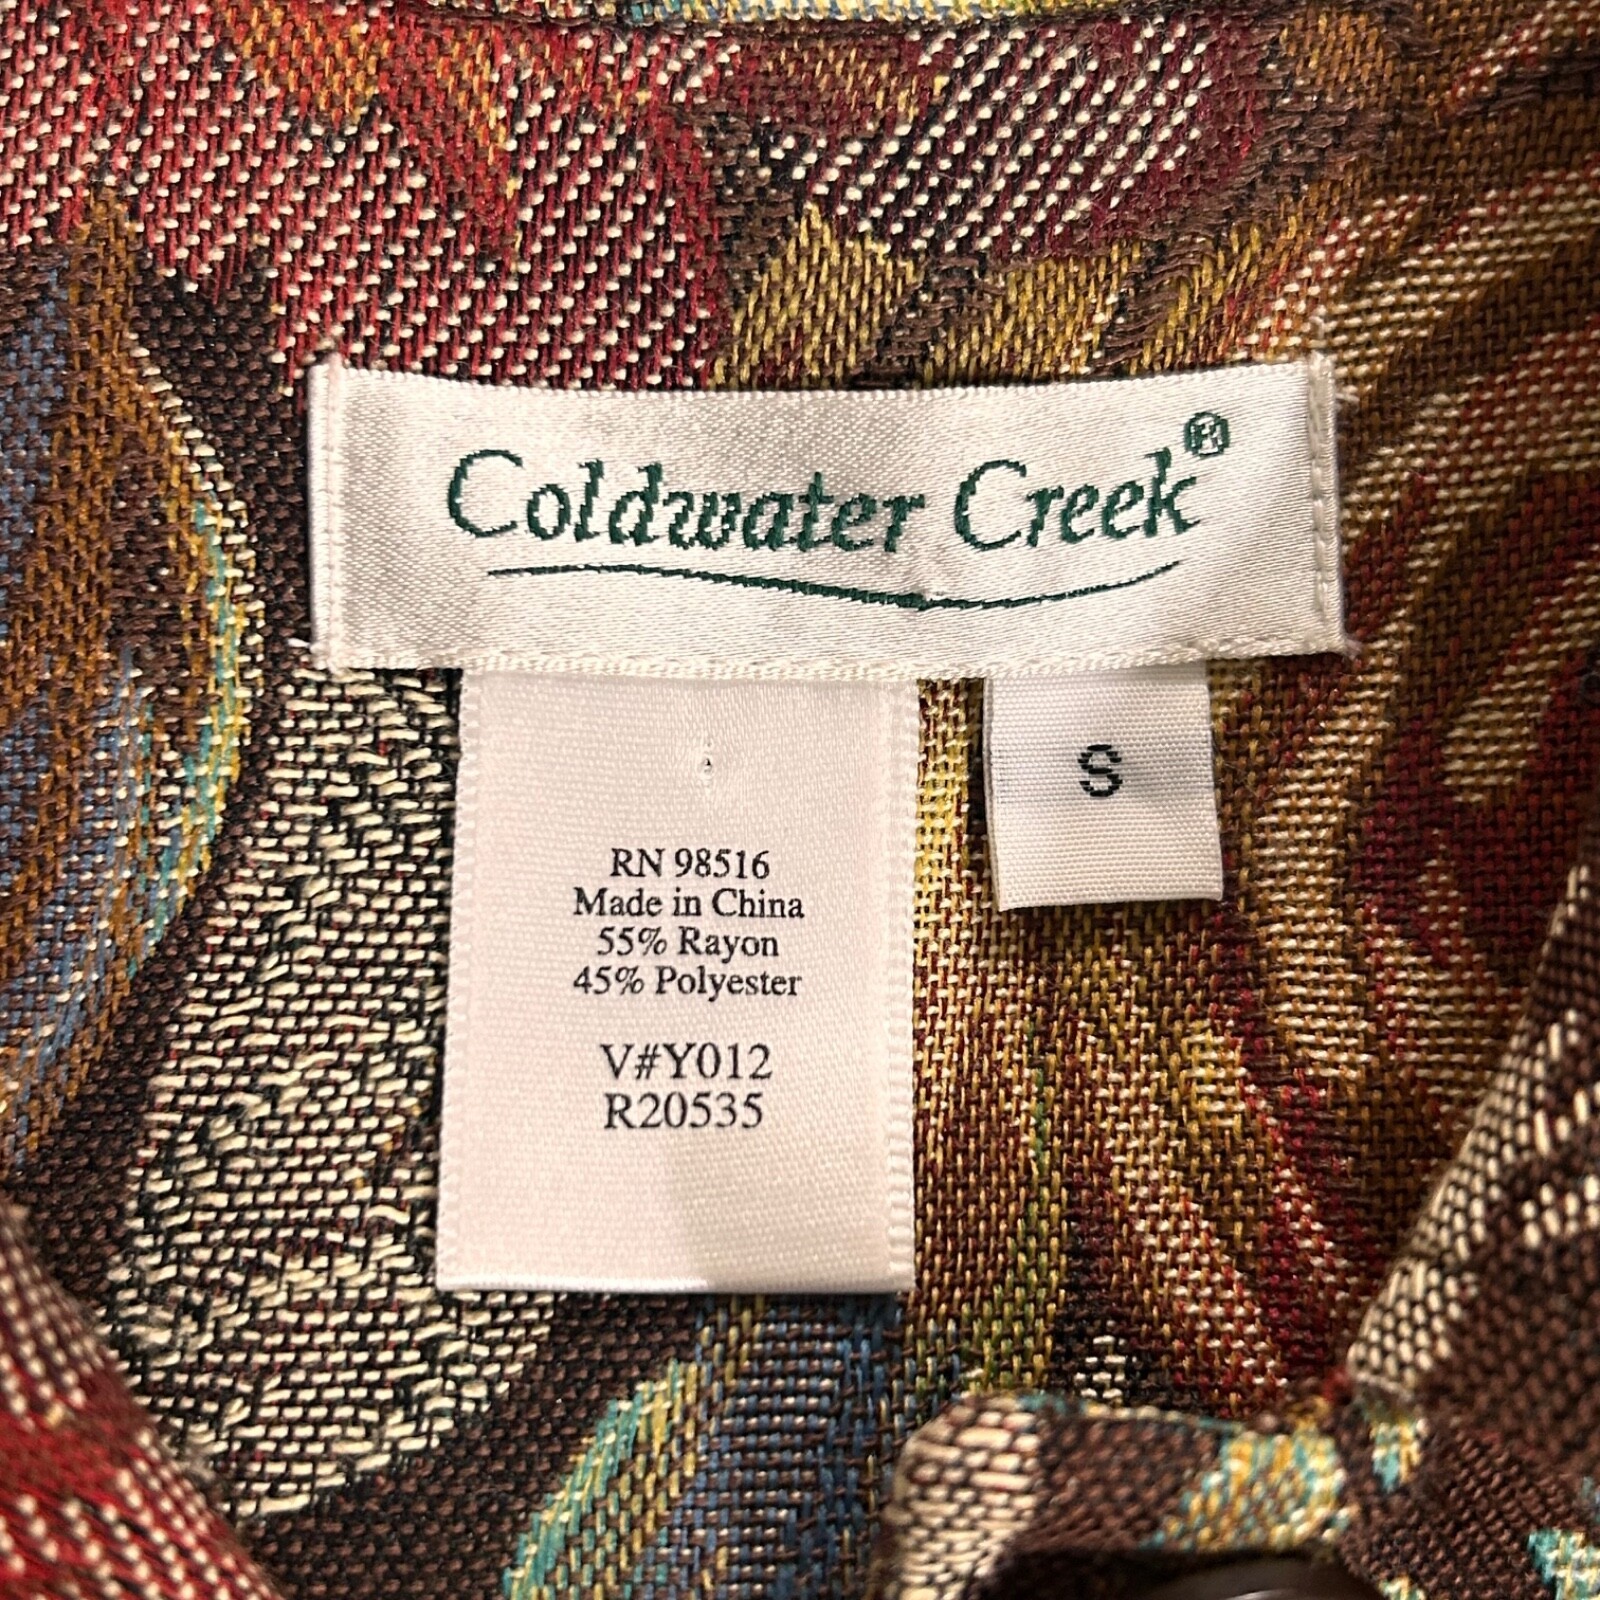 Coldwater Creek®
S
RN 98516
Made in China
55% Rayon
45% Polyester
V#Y012
R20535